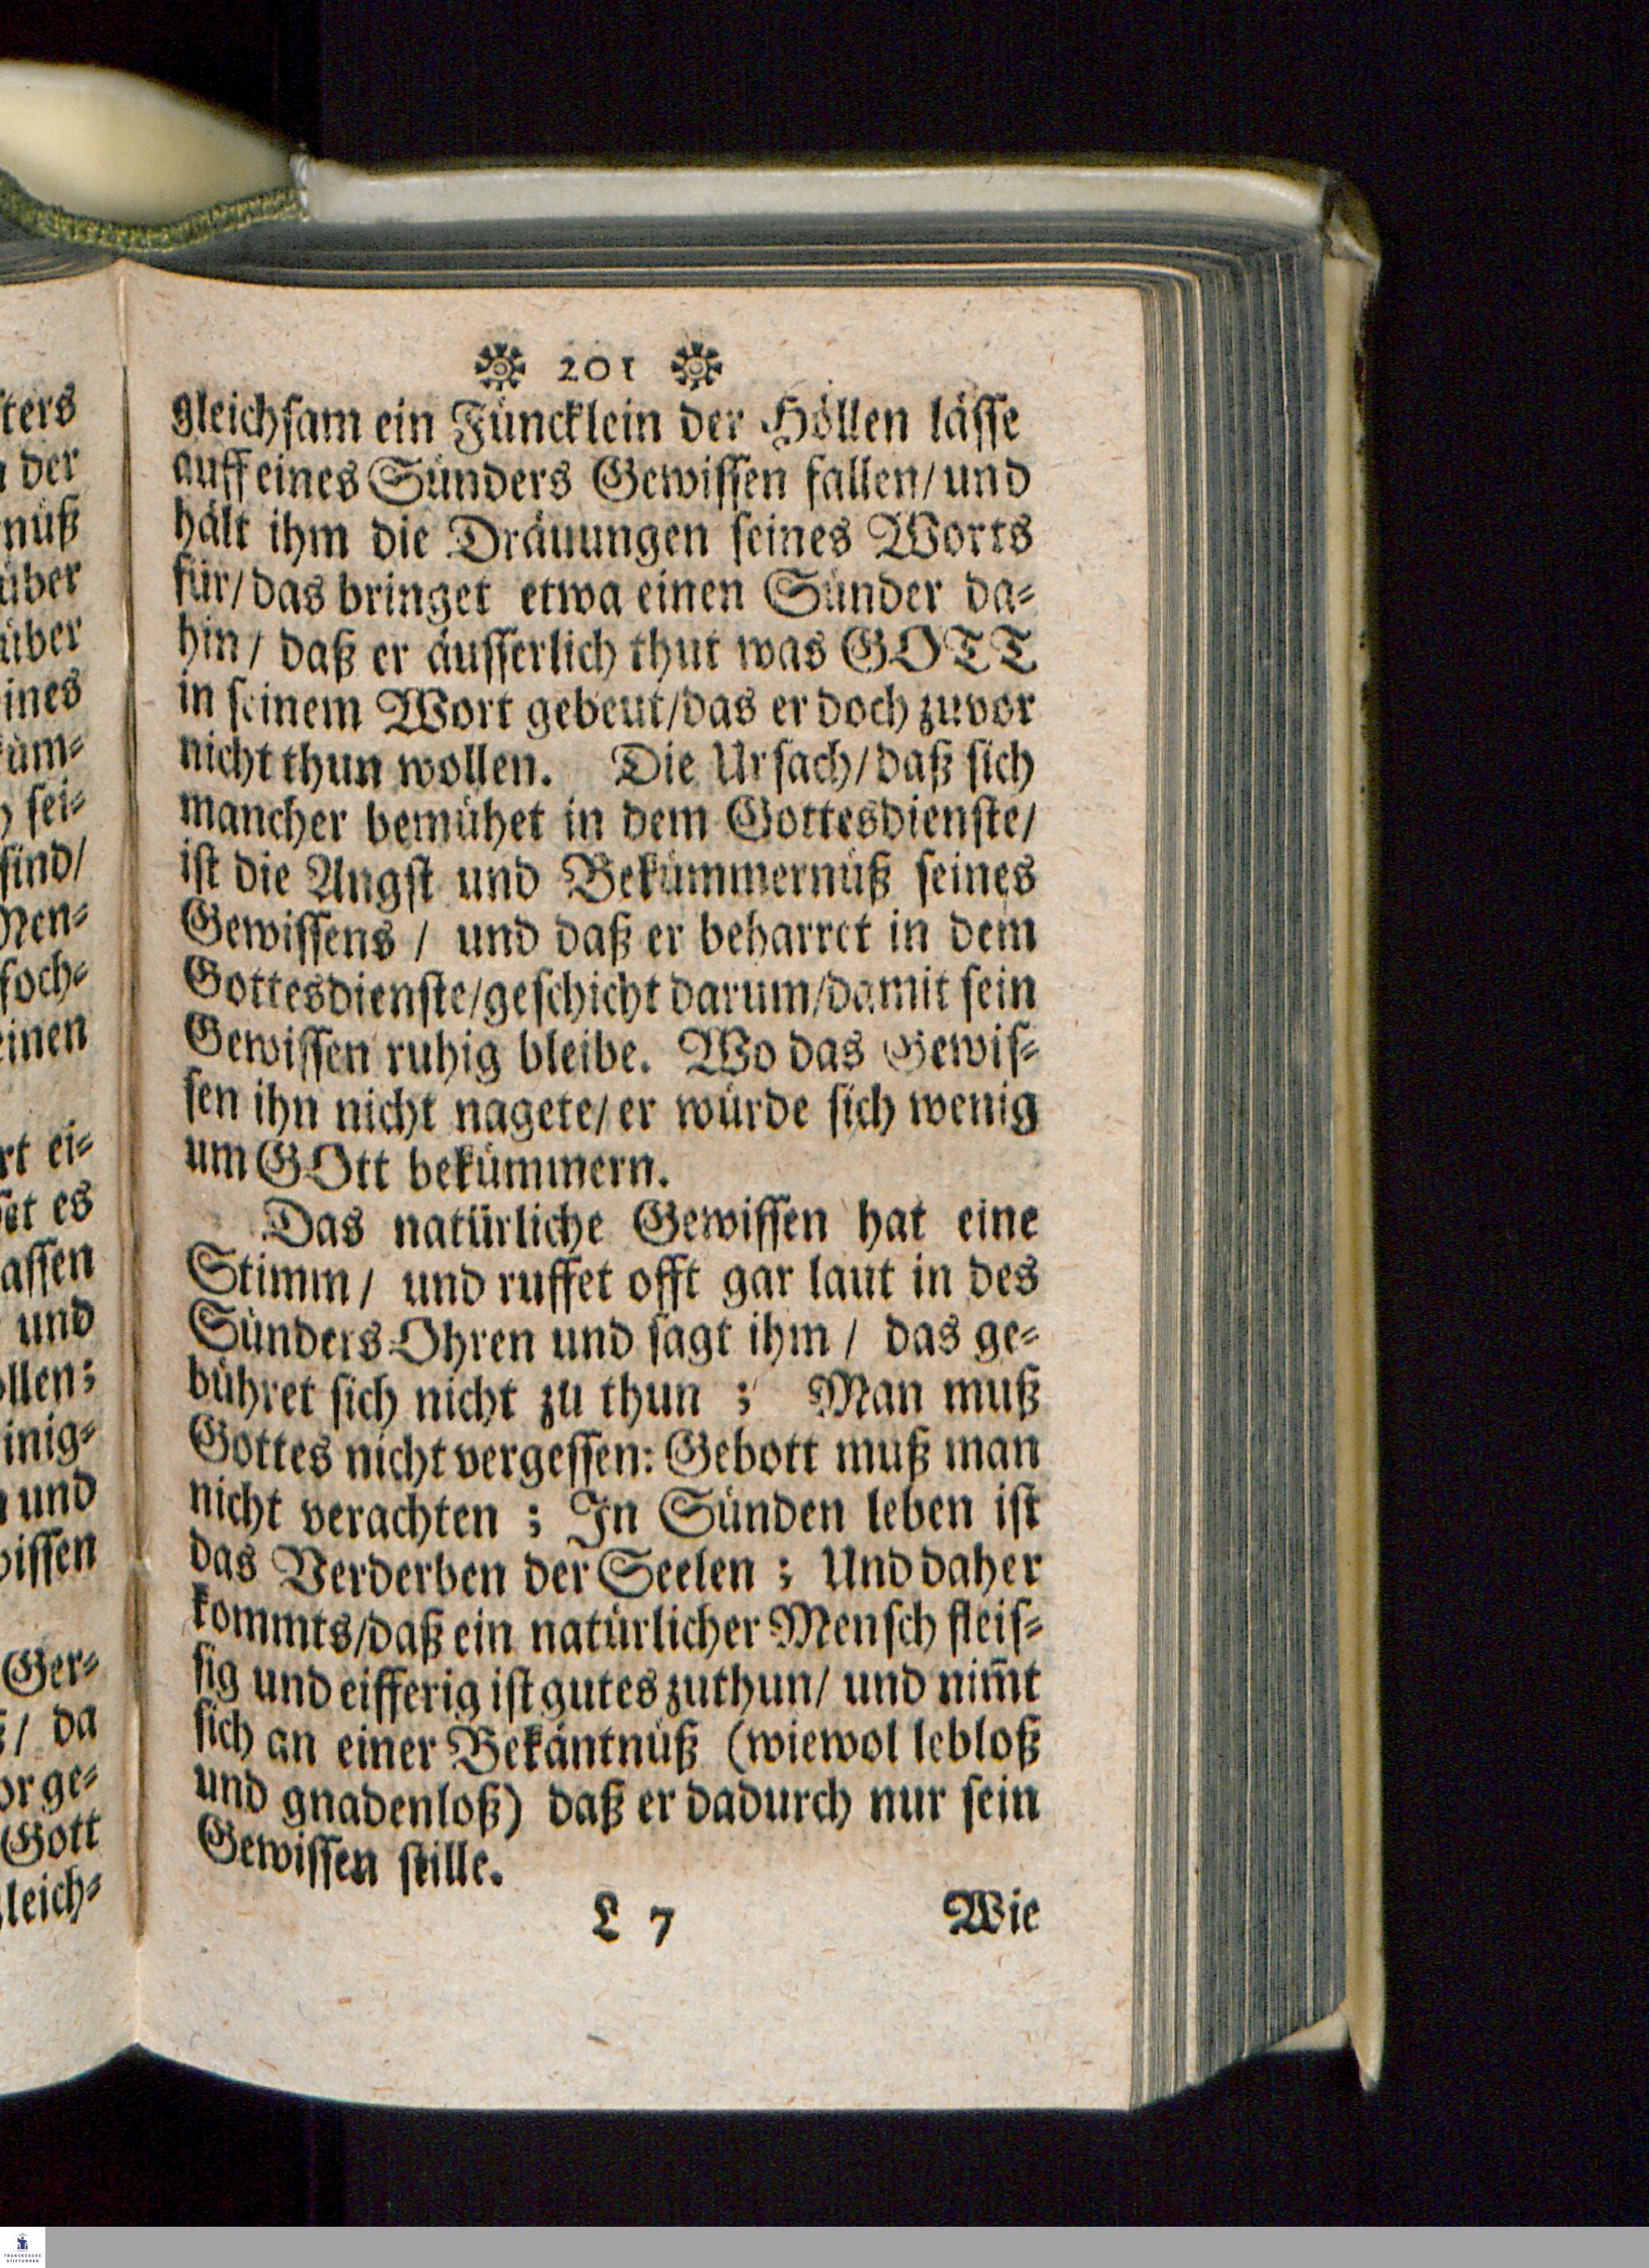 201
gleichsam ein Füncklein der Höllen lässe
auff eines Sünders Gewissen fallen/ und
hält ihm die Dräuungen seines Worts
für/ das bringet etwa einen Sünder da-
hin/ daß er äusserlich thut was GOTT
in seinem Wort gebeut/ das er doch zuvor
nicht thun wollen. Die Ursach/ daß sich
mancher bemühet in dem Gottesdienste/
ist die Angst und Bekümmernüß seines
Gewissens / und daß er beharret in dem
Gottesdienste/ geschicht darum/ damit sein
Gewissen ruhig bleibe. Wo das Gewis-
sen ihn nicht nagete/ er würde sich wenig
um GOtt bekümmern.
Das natürliche Gewissen hat eine
Stimm/ und ruffet offt gar laut in des
Sünders Ohren und sagt ihm / das ge-
bühret sich nicht zu thun ; Man muß
Gottes nicht vergessen: Gebott muß man
nicht verachten ; In Sünden leben ist
das Verderben der Seelen ; Und daher
kommts/ daß ein natürlicher Mensch fleis-
sig und eifferig ist gutes zuthun/ und nim̄t
sich an einer Bekäntnüß (wiewol lebloß
und gnadenloß) daß er dadurch nur sein
Gewissen stille.
L 7 Wie